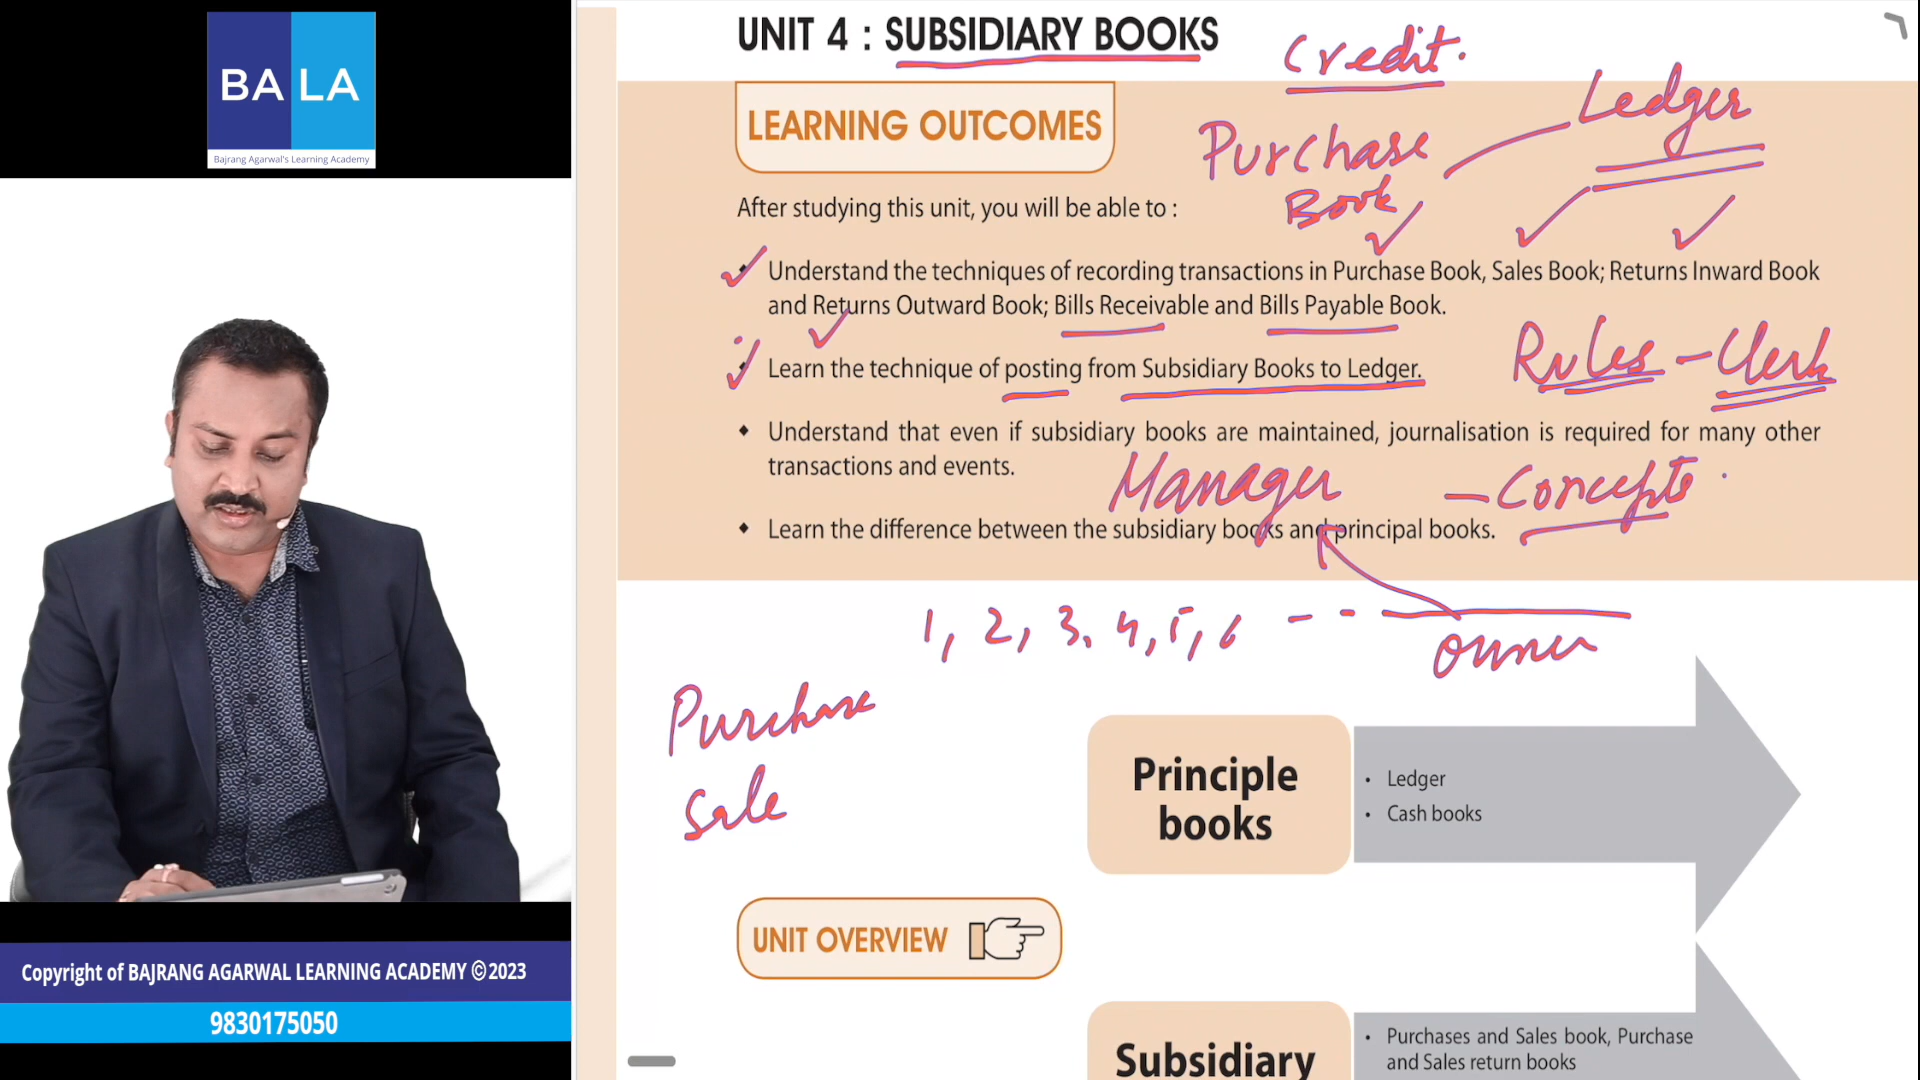 BA LA
Bajrang Agarwal's Learning Academy
Copyright of BAJRANG AGARWAL LEARNING ACADEMY ©2023
9830175050
UNIT 4 : SUBSIDIARY BOOKS
Credit.
LEARNING OUTCOMES
Ledger
Purchase
Book
After studying this unit, you will be able to :
Understand the techniques of recording transactions in Purchase Book, Sales Book; Returns Inward Book
and Returns Outward Book; Bills Receivable and Bills Payable Book.
Rules - Clerk
Learn the technique of posting from Subsidiary Books to Ledger.
Understand that even if subsidiary books are maintained, journalisation is required for many other
transactions and events.
Manager - Concepts
Learn the difference between the subsidiary books and principal books.
1, 2, 3, 4, 5, 6 - -
owner
Purchase
Sale
Principle
books
• Ledger
• Cash books
UNIT OVERVIEW
Subsidiary
• Purchases and Sales book, Purchase
and Sales return books